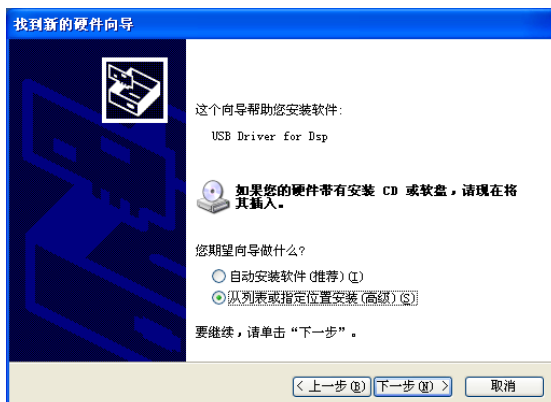 找到新的硬件向导
这个向导帮助您安装软件:
USB Driver for Dsp
如果您的硬件带有安装 CD 或软盘，请现在将
其插入。
您期望向导做什么?
自动安装软件(推荐)(I)
从列表或指定位置安装(高级)(S)
要继续，请单击“下一步”。
< 上一步(B) 下一步(N) > 取消